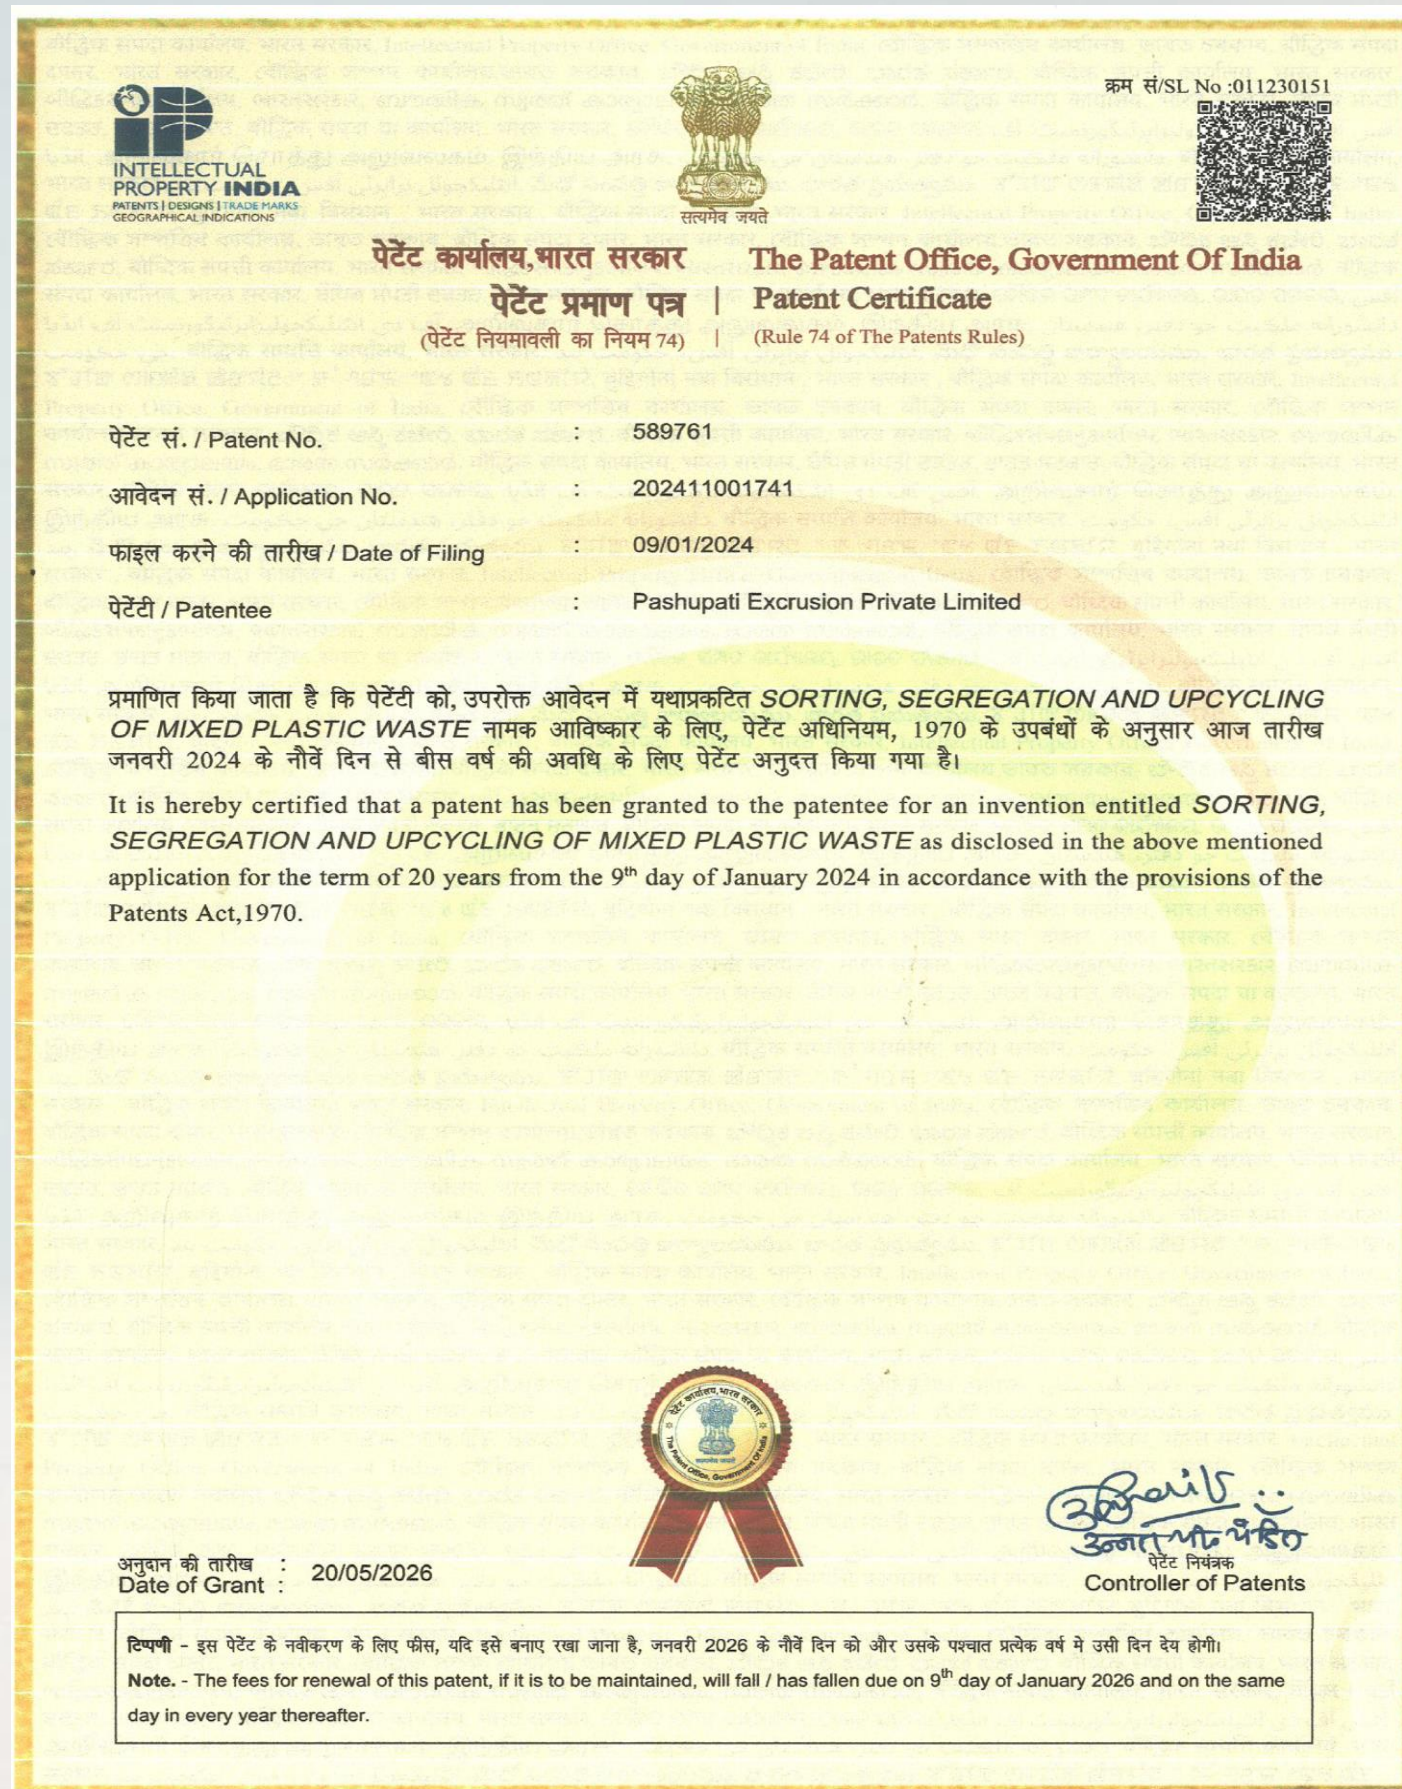 क्रम सं/SL No :011230151
INTELLECTUAL
PROPERTY INDIA
PATENTS | DESIGNS | TRADE MARKS
GEOGRAPHICAL INDICATIONS
सत्यमेव जयते
पेटेंट कार्यालय,भारत सरकार | The Patent Office, Government Of India
पेटेंट प्रमाण पत्र | Patent Certificate
(पेटेंट नियमावली का नियम 74) | (Rule 74 of The Patents Rules)
पेटेंट सं. / Patent No. : 589761
आवेदन सं. / Application No. : 202411001741
फाइल करने की तारीख / Date of Filing : 09/01/2024
पेटेंटी / Patentee : Pashupati Excrusion Private Limited
प्रमाणित किया जाता है कि पेटेंटी को, उपरोक्त आवेदन में यथाप्रकटित SORTING, SEGREGATION AND UPCYCLING
OF MIXED PLASTIC WASTE नामक आविष्कार के लिए, पेटेंट अधिनियम, 1970 के उपबंधों के अनुसार आज तारीख
जनवरी 2024 के नौवें दिन से बीस वर्ष की अवधि के लिए पेटेंट अनुदत्त किया गया है।
It is hereby certified that a patent has been granted to the patentee for an invention entitled SORTING,
SEGREGATION AND UPCYCLING OF MIXED PLASTIC WASTE as disclosed in the above mentioned
application for the term of 20 years from the 9th day of January 2024 in accordance with the provisions of the
Patents Act,1970.
पेटेंट कार्यालय,भारत सरकार
The Patent Office, Government Of India
अनुदान की तारीख :
Date of Grant : 20/05/2026
पेटेंट नियंत्रक
Controller of Patents
टिप्पणी - इस पेटेंट के नवीकरण के लिए फीस, यदि इसे बनाए रखा जाना है, जनवरी 2026 के नौवें दिन को और उसके पश्चात प्रत्येक वर्ष मे उसी दिन देय होगी।
Note. - The fees for renewal of this patent, if it is to be maintained, will fall / has fallen due on 9th day of January 2026 and on the same
day in every year thereafter.